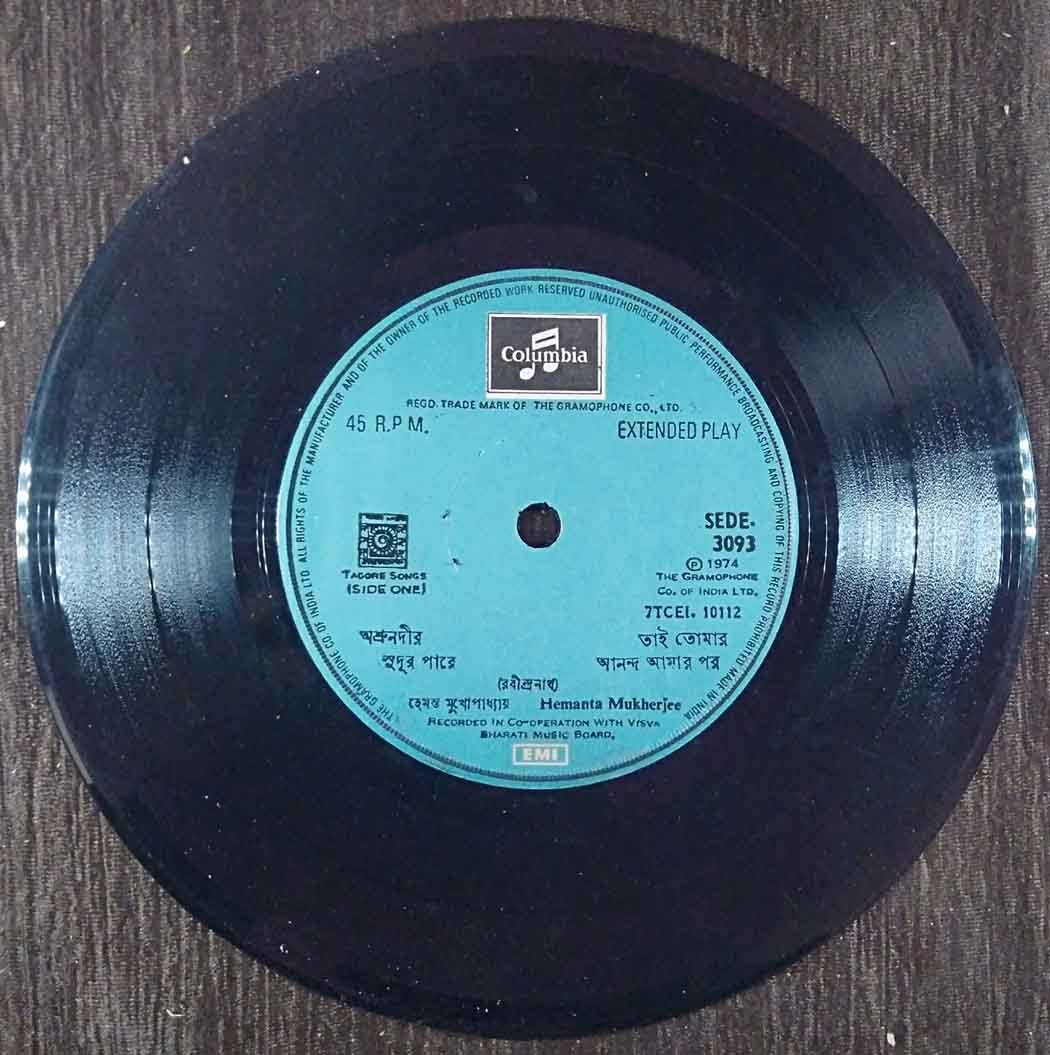 THE GRAMOPHONE CO. OF INDIA LTD. ALL RIGHTS OF THE MANUFACTURER AND OF THE OWNER OF THE RECORDED WORK RESERVED UNAUTHORISED PUBLIC PERFORMANCE BROADCASTING AND COPYING OF THIS RECORD PROHIBITED MADE IN INDIA
Columbia
REGD. TRADE MARK OF THE GRAMOPHONE CO., LTD.
45 R.P M. EXTENDED PLAY
SEDE.
3093
℗ 1974
TAGORE SONGS THE GRAMOPHONE
(SIDE ONE) CO. OF INDIA LTD.
7TCEI. 10112
অশ্রুনদীর তাই তোমার
সুদূর পারে আনন্দ আমার পর
(রবীন্দ্রনাথ)
হেমন্ত মুখোপাধ্যায় Hemanta Mukherjee
RECORDED IN CO-OPERATION WITH VISVA
BHARATI MUSIC BOARD.
EMI